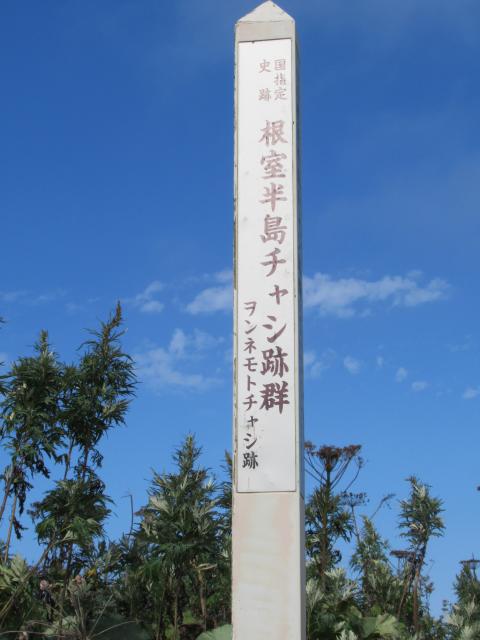 国指定
史跡
根室半島チャシ跡群
ヲンネモトチャシ跡